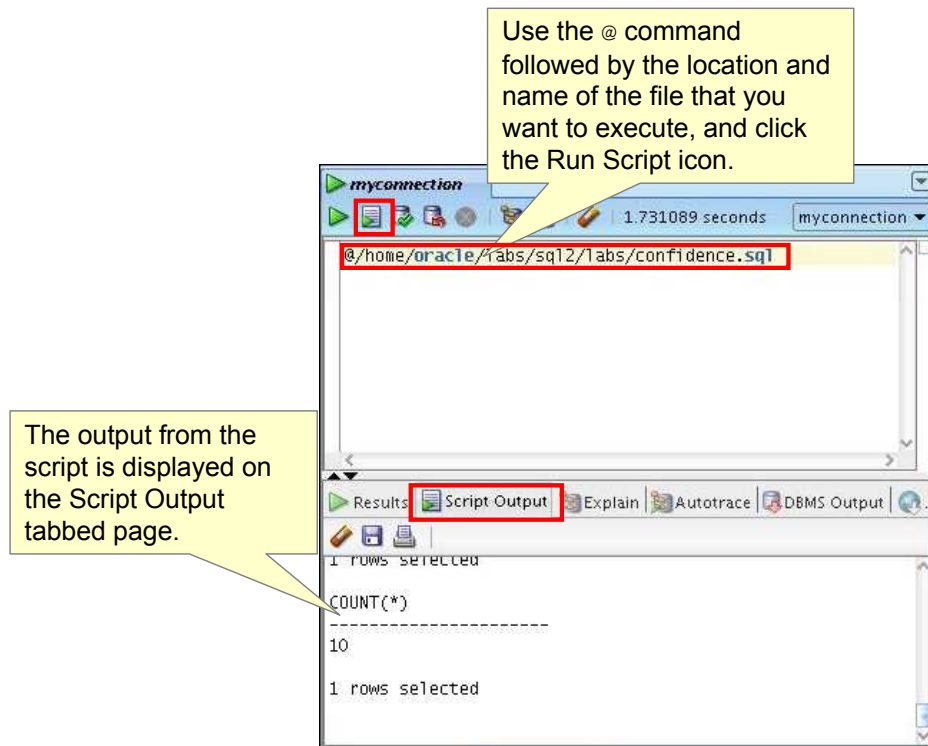 Use the @ command
followed by the location and
name of the file that you
want to execute, and click
the Run Script icon.
myconnection
1.731089 seconds
myconnection
@/home/oracle/labs/sql2/labs/confidence.sql
The output from the
script is displayed on
the Script Output
tabbed page.
Results Script Output Explain Autotrace DBMS Output
1 rows selected
COUNT(*)
----------------------
10
1 rows selected